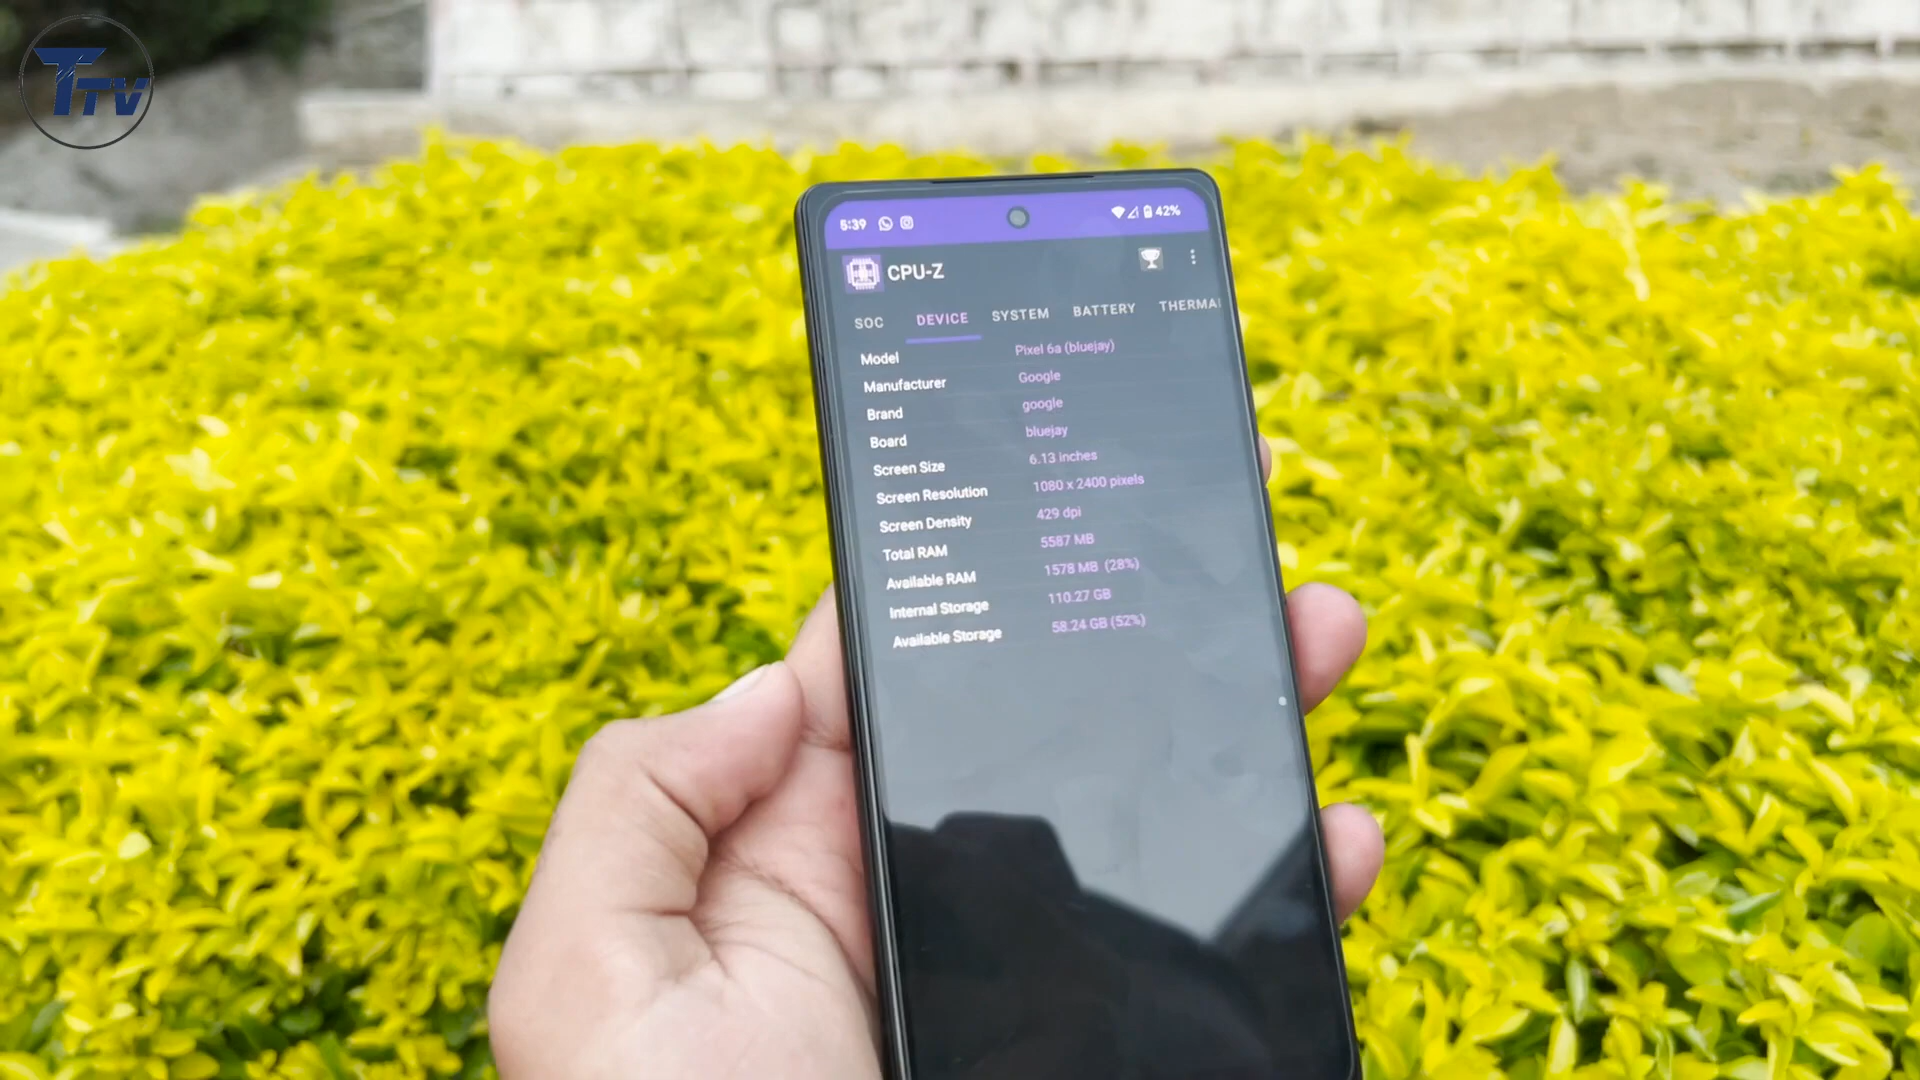 TTV
5:39 42%
CPU-Z
SOC DEVICE SYSTEM BATTERY THERMA
Model Pixel 6a (bluejay)
Manufacturer Google
Brand google
Board bluejay
Screen Size 6.13 inches
Screen Resolution 1080 x 2400 pixels
Screen Density 429 dpi
Total RAM 5587 MB
Available RAM 1578 MB (28%)
Internal Storage 110.27 GB
Available Storage 58.24 GB (52%)